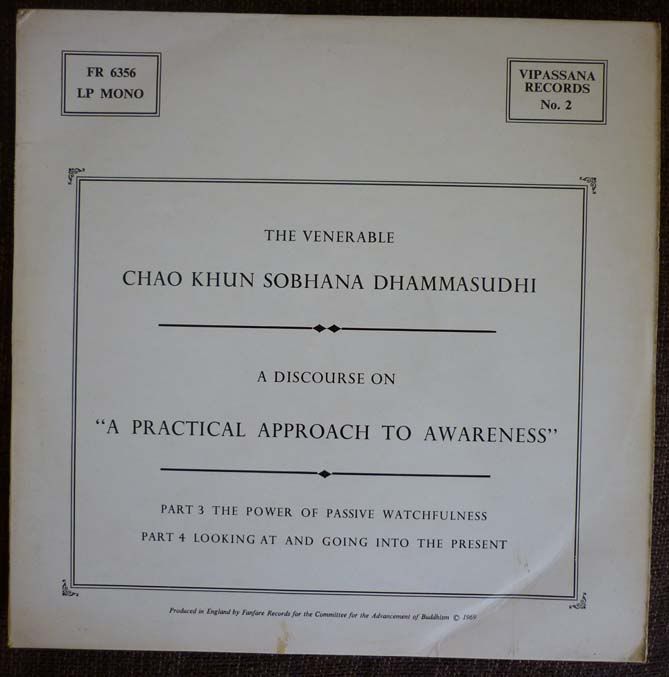 FR 6356
LP MONO
VIPASSANA
RECORDS
No. 2
THE VENERABLE
CHAO KHUN SOBHANA DHAMMASUDHI
A DISCOURSE ON
“A PRACTICAL APPROACH TO AWARENESS”
PART 3 THE POWER OF PASSIVE WATCHFULNESS
PART 4 LOOKING AT AND GOING INTO THE PRESENT
Produced in England by Fanfare Records for the Committee for the Advancement of Buddhism © 1969